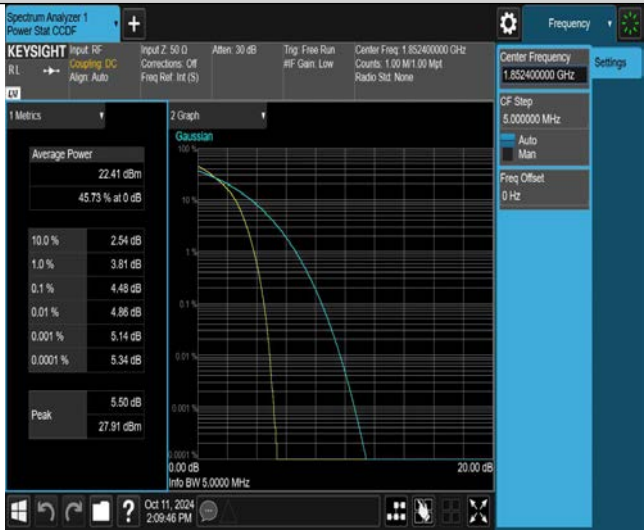 Spectrum Analyzer 1
Power Stat CCDF
+
Frequency
KEYSIGHT
RL
LXI
Input: RF
Coupling: DC
Align: Auto
Input Z: 50 Ω
Corrections: Off
Freq Ref: Int (S)
Atten: 30 dB
Trig: Free Run
#IF Gain: Low
Center Freq: 1.852400000 GHz
Counts: 1.00 M/1.00 Mpt
Radio Std: None
Center Frequency
1.852400000 GHz
Settings
CF Step
5.000000 MHz
Auto
Man
Freq Offset
0 Hz
1 Metrics
Average Power
22.41 dBm
45.73 % at 0 dB
10.0 % 2.54 dB
1.0 % 3.81 dB
0.1 % 4.48 dB
0.01 % 4.86 dB
0.001 % 5.14 dB
0.0001 % 5.34 dB
Peak
5.50 dB
27.91 dBm
2 Graph
Gaussian
100 %
10 %
1 %
0.1 %
0.01 %
0.001 %
0.0001 %
0.00 dB 20.00 dB
Info BW 5.0000 MHz
?
Oct 11, 2024
2:09:46 PM